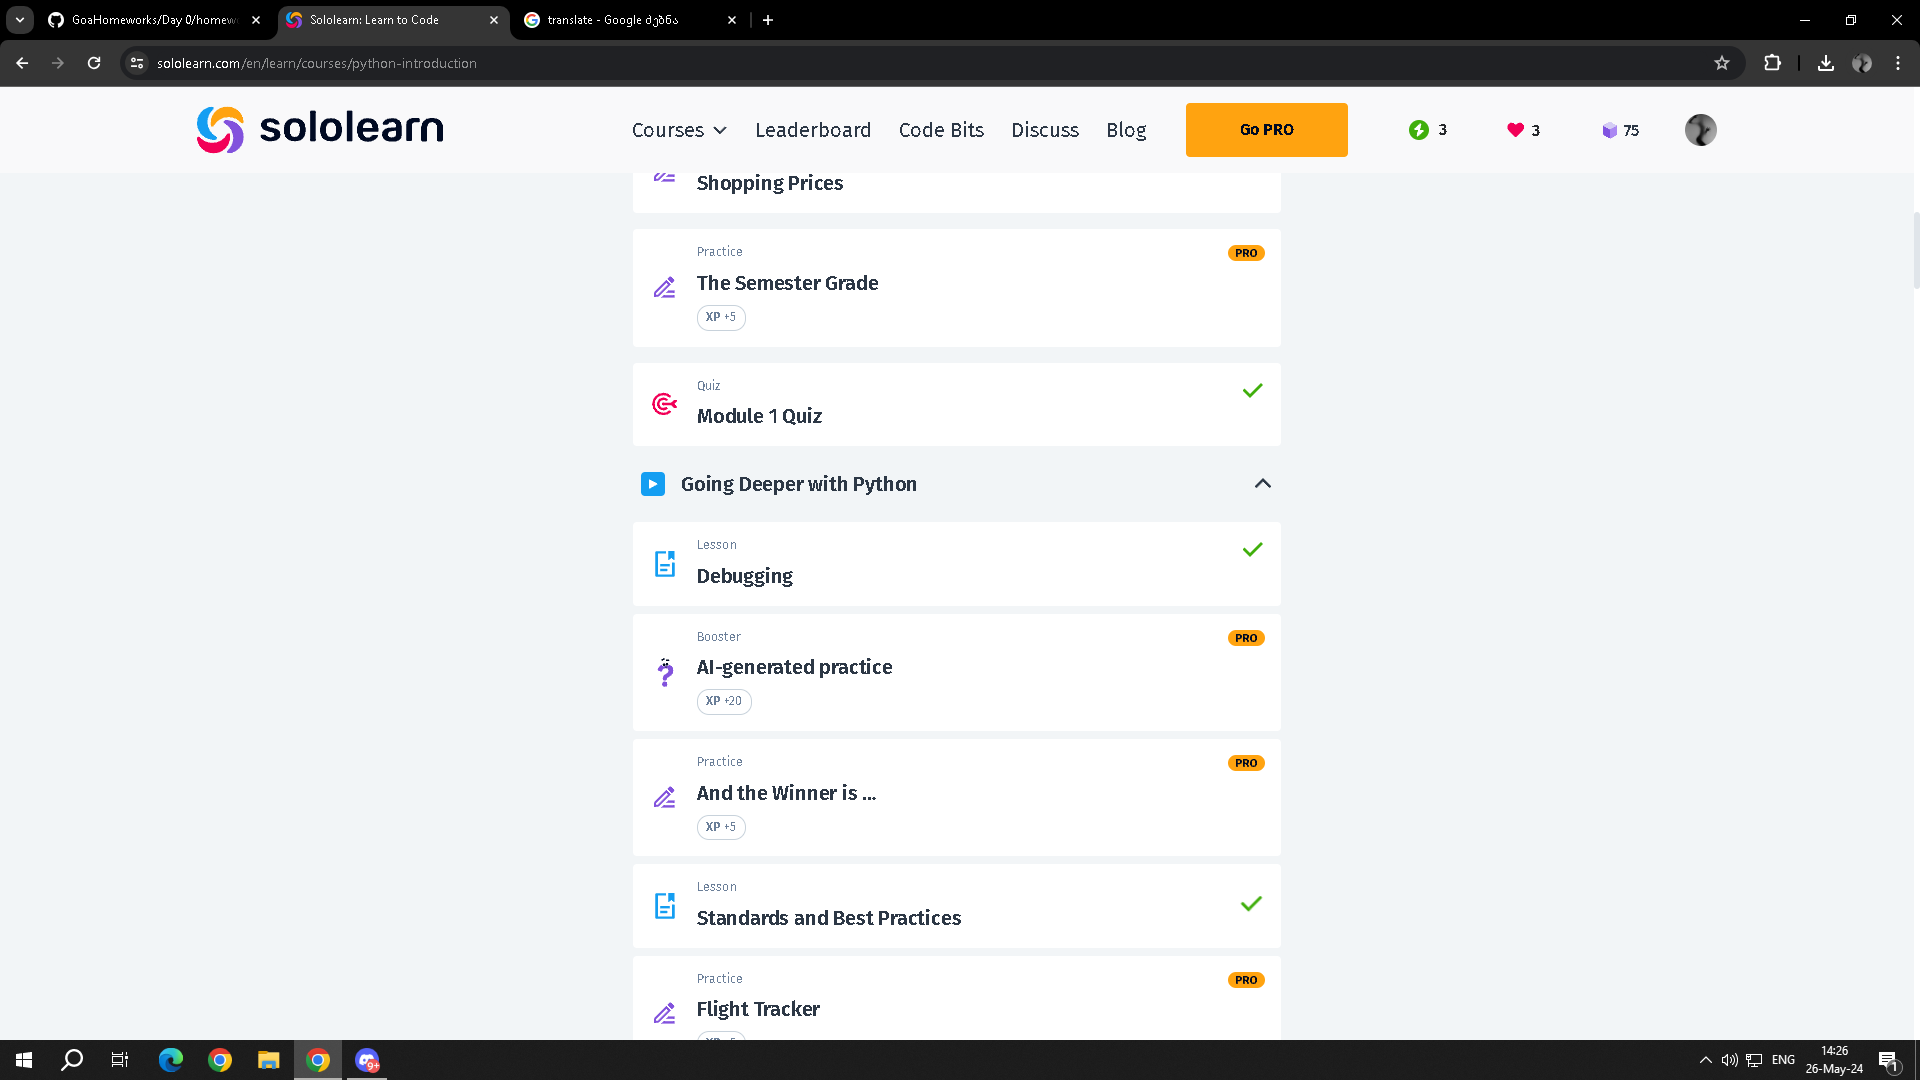 GoaHomeworks/Day 0/homew
Sololearn: Learn to Code
translate - Google ძებნა
sololearn.com/en/learn/courses/python-introduction
sololearn
Courses
Leaderboard
Code Bits
Discuss
Blog
Go PRO
3
3
75
Shopping Prices
Practice
PRO
The Semester Grade
XP +5
Quiz
Module 1 Quiz
Going Deeper with Python
Lesson
Debugging
Booster
PRO
AI-generated practice
XP +20
Practice
PRO
And the Winner is ...
XP +5
Lesson
Standards and Best Practices
Practice
PRO
Flight Tracker
XP +5
9+
ENG
14:26
26-May-24
1